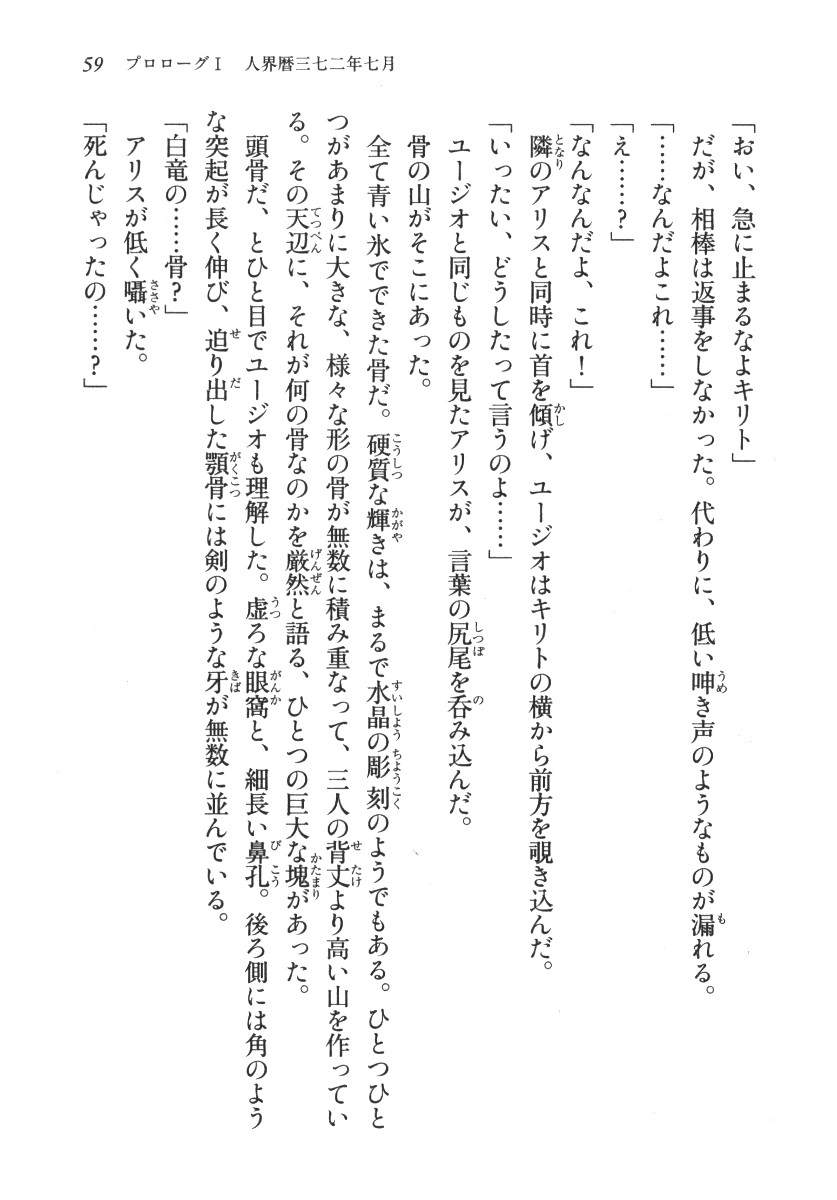 59 プロローグⅠ 人界暦三七二年七月
「おい、急に止まるなよキリト」
だが、相棒は返事をしなかった。代わりに、低い呻き声のようなものが漏れる。
「……なんだよこれ……」
「え……?」
「なんなんだよ、これ!」
隣のアリスと同時に首を傾げ、ユージオはキリトの横から前方を覗き込んだ。
「いったい、どうしたって言うのよ……」
ユージオと同じものを見たアリスが、言葉の尻尾を呑み込んだ。
骨の山がそこにあった。
全て青い氷でできた骨だ。硬質な輝きは、まるで水晶の彫刻のようでもある。ひとつひと
つがあまりに大きな、様々な形の骨が無数に積み重なって、三人の背丈より高い山を作ってい
る。その天辺に、それが何の骨なのかを厳然と語る、ひとつの巨大な塊があった。
頭骨だ、とひと目でユージオも理解した。虚ろな眼窩と、細長い鼻孔。後ろ側には角のよう
な突起が長く伸び、迫り出した顎骨には剣のような牙が無数に並んでいる。
「白竜の……骨?」
アリスが低く囁いた。
「死んじゃったの……?」